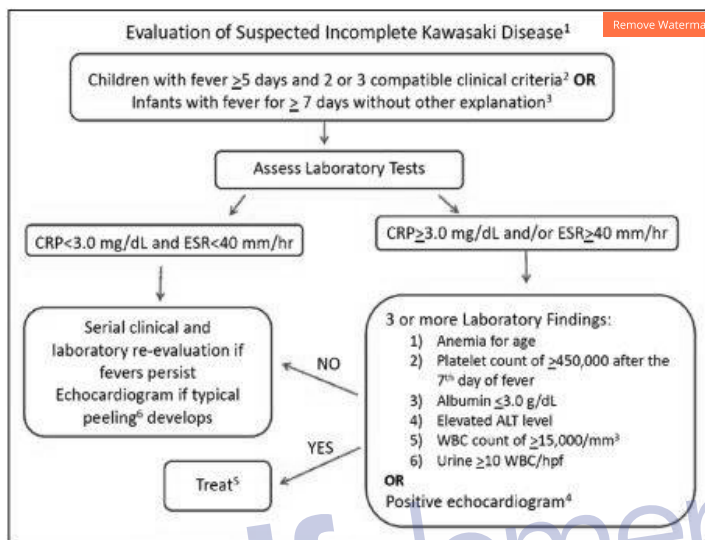 Remove Waterma
Evaluation of Suspected Incomplete Kawasaki Disease¹
Children with fever ≥5 days and 2 or 3 compatible clinical criteria² OR
Infants with fever for ≥ 7 days without other explanation³
Assess Laboratory Tests
CRP<3.0 mg/dL and ESR<40 mm/hr
CRP≥3.0 mg/dL and/or ESR≥40 mm/hr
Serial clinical and
laboratory re-evaluation if
fevers persist
Echocardiogram if typical
peeling⁶ develops
NO
3 or more Laboratory Findings:
1) Anemia for age
2) Platelet count of ≥450,000 after the
7th day of fever
3) Albumin ≤3.0 g/dL
4) Elevated ALT level
5) WBC count of ≥15,000/mm³
6) Urine ≥10 WBC/hpf
OR
Positive echocardiogram⁴
YES
Treat⁵